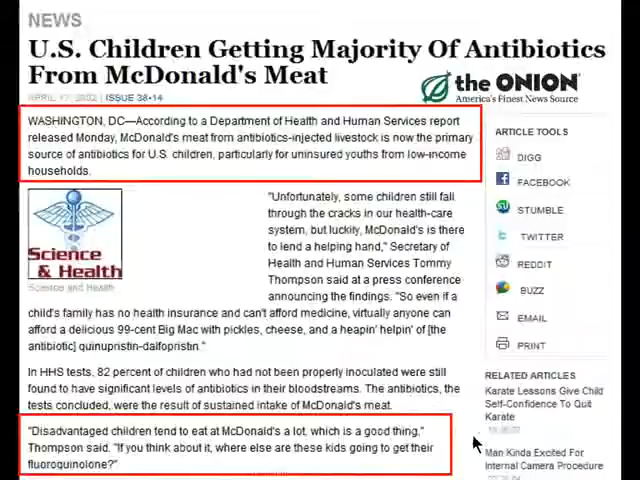 NEWS
U.S. Children Getting Majority Of Antibiotics
From McDonald's Meat
the ONION
America's Finest News Source
APRIL 17, 2002 | ISSUE 38•14
WASHINGTON, DC—According to a Department of Health and Human Services report
released Monday, McDonald's meat from antibiotics-injected livestock is now the primary
source of antibiotics for U.S. children, particularly for uninsured youths from low-income
households.
Science
& Health
Science and Health
"Unfortunately, some children still fall
through the cracks in our health-care
system, but luckily, McDonald's is there
to lend a helping hand," Secretary of
Health and Human Services Tommy
Thompson said at a press conference
announcing the findings. "So even if a
child's family has no health insurance and can't afford medicine, virtually anyone can
afford a delicious 99-cent Big Mac with pickles, cheese, and a heapin' helpin' of [the
antibiotic] quinupristin-dalfopristin."
In HHS tests, 82 percent of children who had not been properly inoculated were still
found to have significant levels of antibiotics in their bloodstreams. The antibiotics, the
tests concluded, were the result of sustained intake of McDonald's meat.
"Disadvantaged children tend to eat at McDonald's a lot, which is a good thing,"
Thompson said. "If you think about it, where else are these kids going to get their
fluoroquinolone?"
ARTICLE TOOLS
DIGG
FACEBOOK
STUMBLE
TWITTER
REDDIT
BUZZ
EMAIL
PRINT
RELATED ARTICLES
Karate Lessons Give Child
Self-Confidence To Quit
Karate
Man Kinda Excited For
Internal Camera Procedure